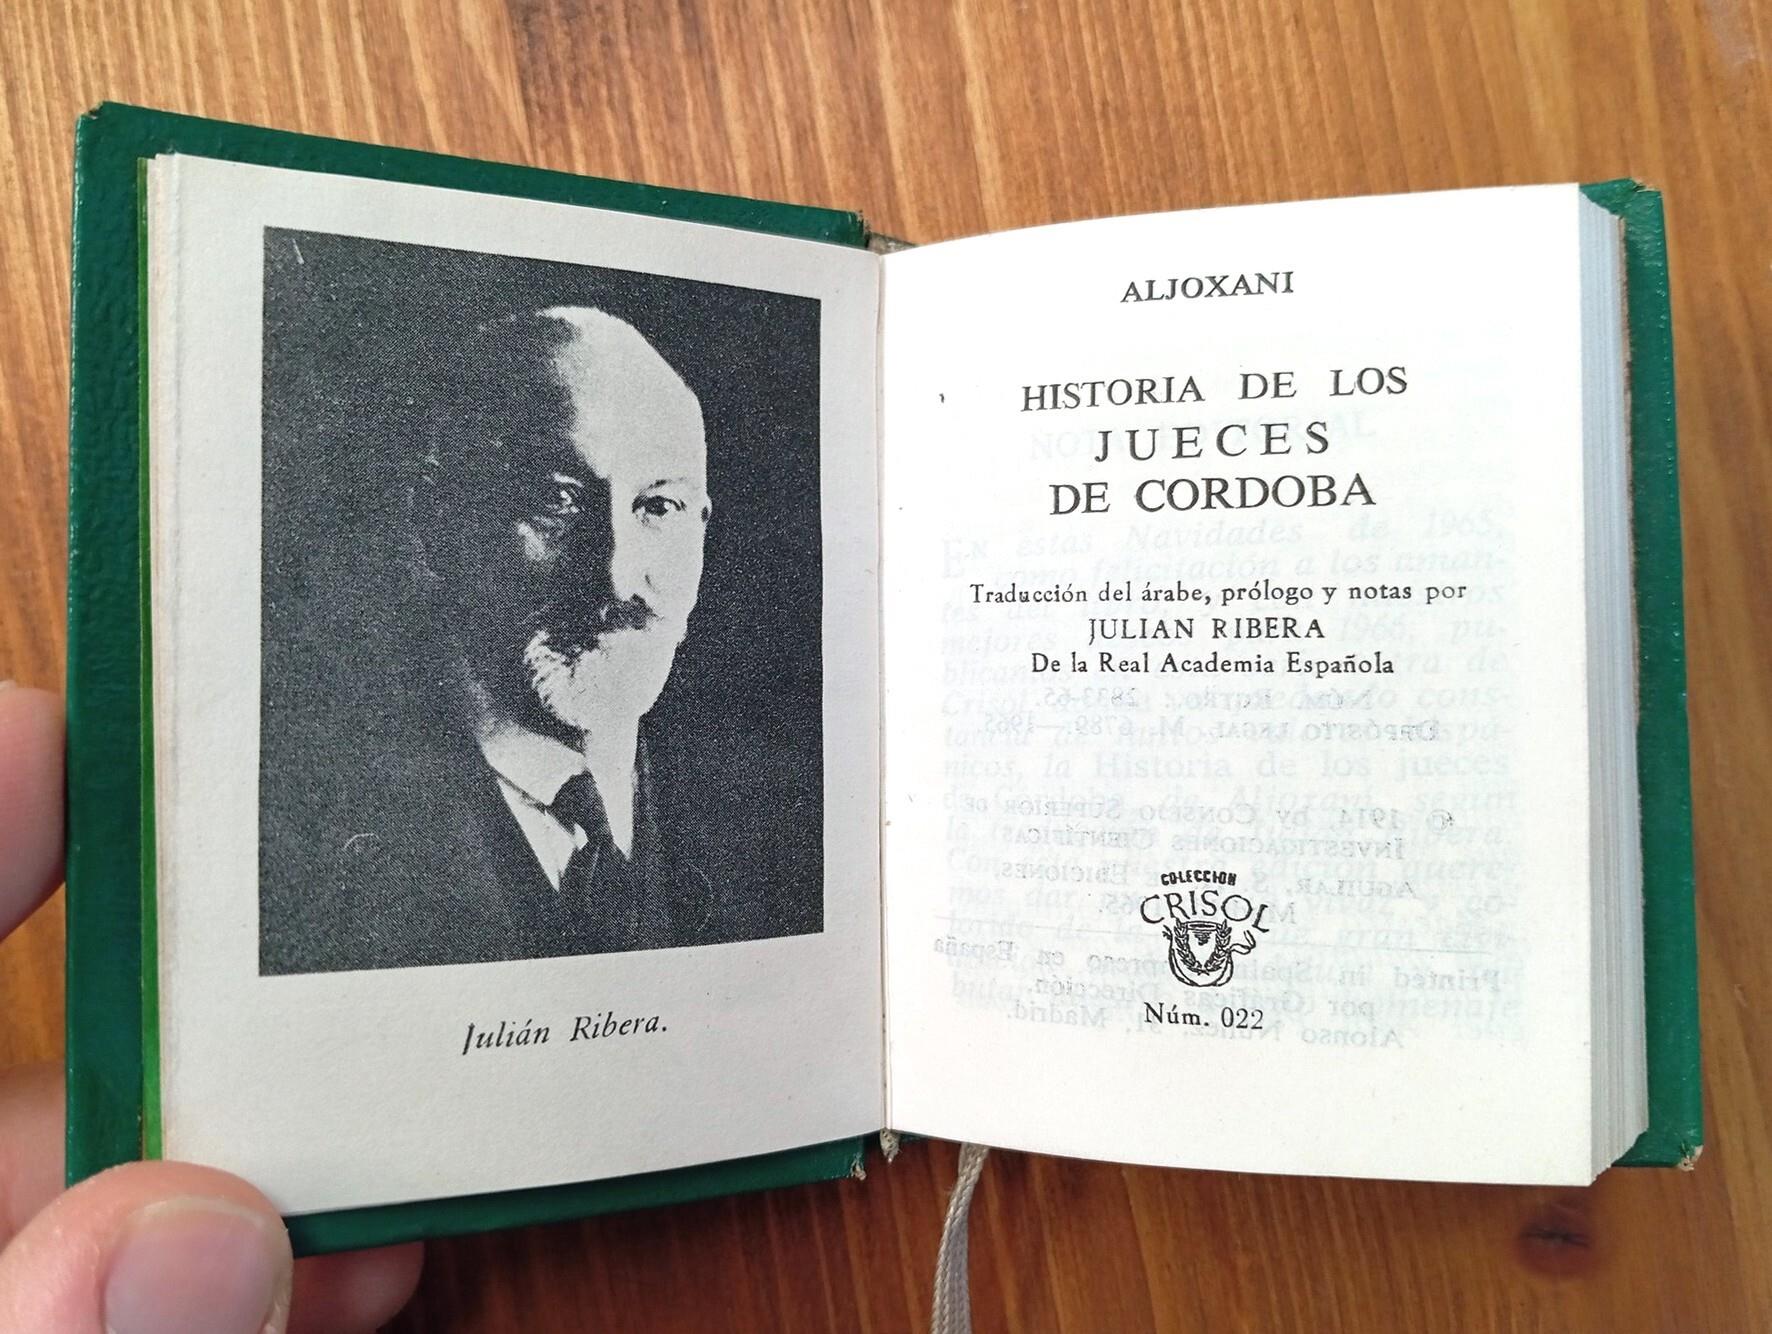 Julián Ribera.
ALJOXANI
HISTORIA DE LOS
JUECES
DE CORDOBA
Traducción del árabe, prólogo y notas por
JULIAN RIBERA
De la Real Academia Española
COLECCION
CRISOL
Núm. 022